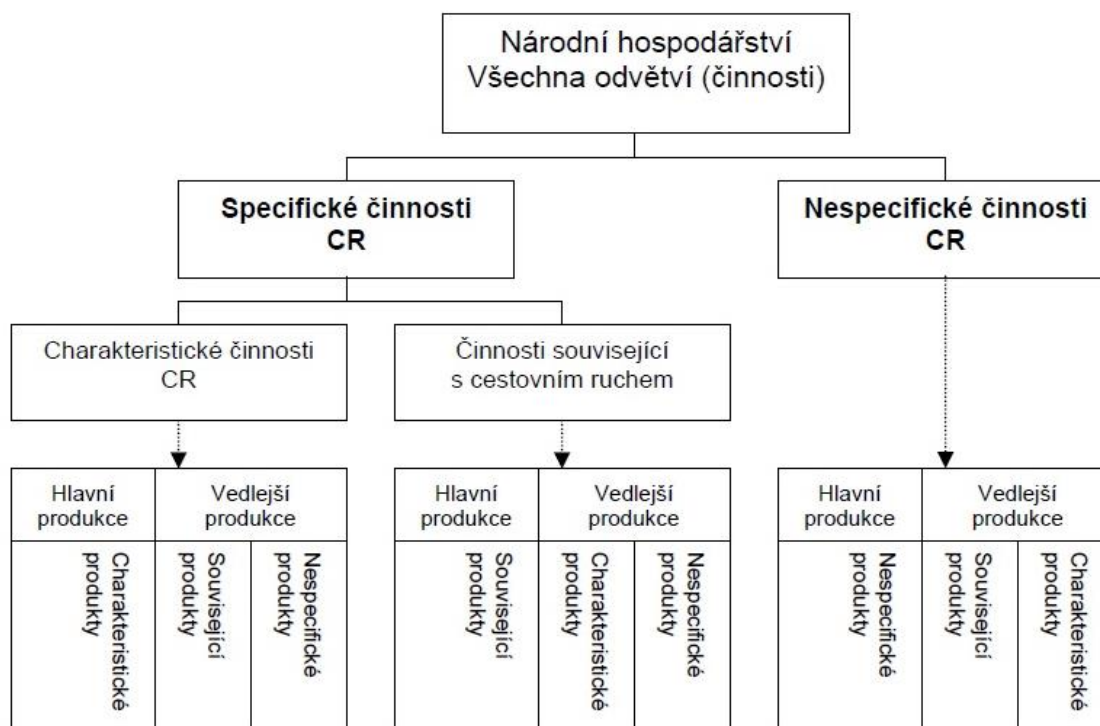 Národní hospodářství
Všechna odvětví (činnosti)
Specifické činnosti
CR
Nespecifické činnosti
CR
Charakteristické činnosti
CR
Činnosti související
s cestovním ruchem
Hlavní
produkce
Vedlejší
produkce
Hlavní
produkce
Vedlejší
produkce
Hlavní
produkce
Vedlejší
produkce
Charakteristické
produkty
Související
produkty
Nespecifické
produkty
Související
produkty
Charakteristické
produkty
Nespecifické
produkty
Nespecifické
produkty
Související
produkty
Charakteristické
produkty